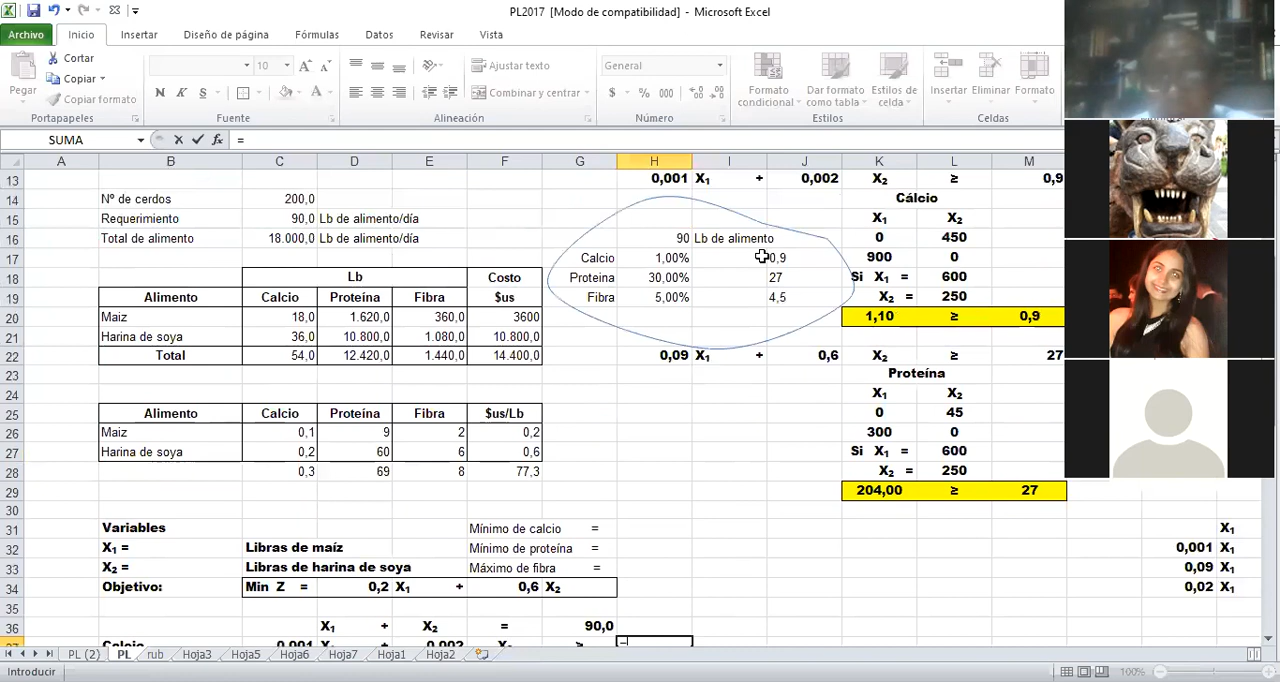 PL2017 [Modo de compatibilidad] - Microsoft Excel
Archivo Inicio Insertar Diseño de página Fórmulas Datos Revisar Vista
Pegar Cortar Copiar Copiar formato
10
N K S
Ajustar texto
Combinar y centrar
General
$ % 000
Formato condicional Dar formato como tabla Estilos de celda Insertar Eliminar Formato
Portapapeles Fuente Alineación Número Estilos Celdas
SUMA fx =
A B C D E F G H I J K L M
13 0,001 X₁ + 0,002 X₂ ≥ 0,9
14 Nº de cerdos 200,0 Cálcio
15 Requerimiento 90,0 Lb de alimento/día X₁ X₂
16 Total de alimento 18.000,0 Lb de alimento/día 90 Lb de alimento 0 450
17 Calcio 1,00% 0,9 900 0
18 Lb Costo Proteina 30,00% 27 Si X₁ = 600
19 Alimento Calcio Proteína Fibra $us Fibra 5,00% 4,5 X₂ = 250
20 Maiz 18,0 1.620,0 360,0 3600 1,10 ≥ 0,9
21 Harina de soya 36,0 10.800,0 1.080,0 10.800,0
22 Total 54,0 12.420,0 1.440,0 14.400,0 0,09 X₁ + 0,6 X₂ ≥ 27
23 Proteína
24 X₁ X₂
25 Alimento Calcio Proteína Fibra $us/Lb 0 45
26 Maiz 0,1 9 2 0,2 300 0
27 Harina de soya 0,2 60 6 0,6 Si X₁ = 600
28 0,3 69 8 77,3 X₂ = 250
29 204,00 ≥ 27
30
31 Variables Mínimo de calcio = X₁
32 X₁ = Libras de maíz Mínimo de proteína = 0,001 X₁
33 X₂ = Libras de harina de soya Máximo de fibra = 0,09 X₁
34 Objetivo: Min Z = 0,2 X₁ + 0,6 X₂ 0,02 X₁
35
36 X₁ + X₂ = 90,0
37 Calcio 0,001 X₁ + 0,002 X₂ ≥ =
PL (2) PL rub Hoja3 Hoja5 Hoja6 Hoja7 Hoja1 Hoja2
Introducir 100%